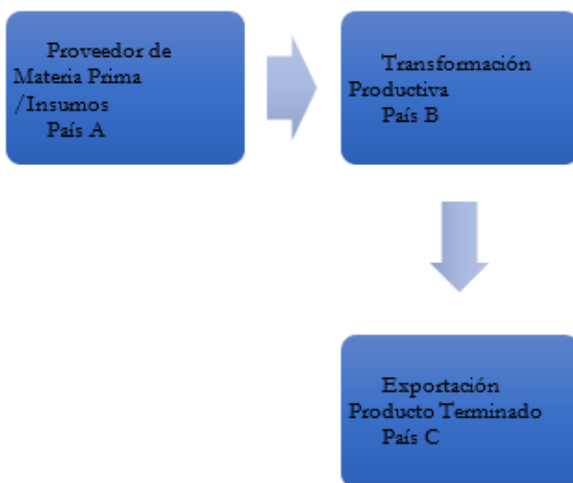 Proveedor de
Materia Prima
/Insumos
País A
Transformación
Productiva
País B
Exportación
Producto Terminado
País C